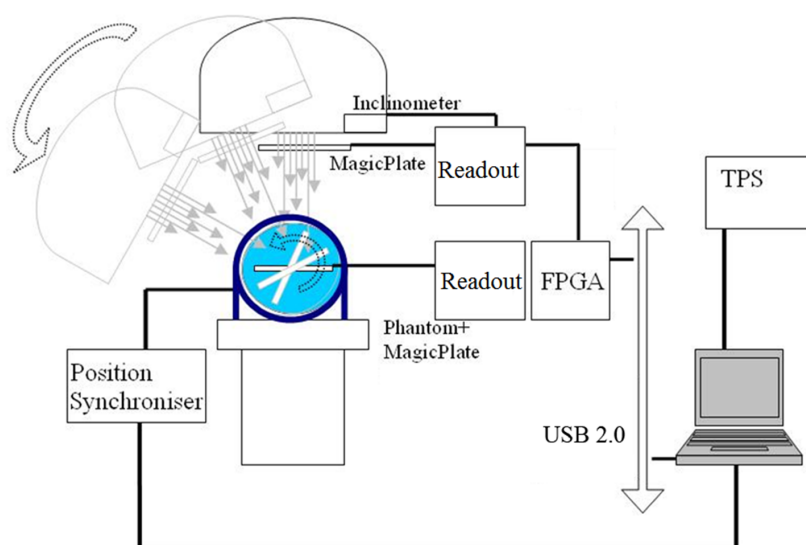 Inclinometer
MagicPlate
Readout
TPS
Readout
FPGA
Phantom+
MagicPlate
Position
Synchroniser
USB 2.0